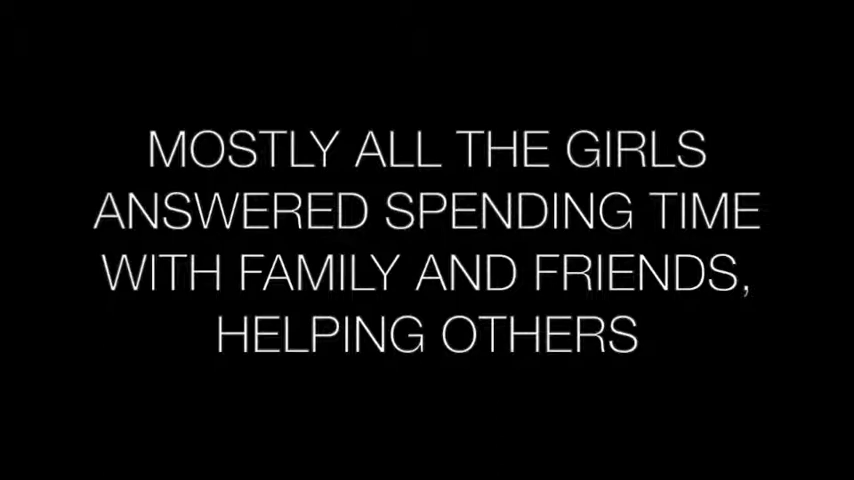 MOSTLY ALL THE GIRLS
ANSWERED SPENDING TIME
WITH FAMILY AND FRIENDS,
HELPING OTHERS